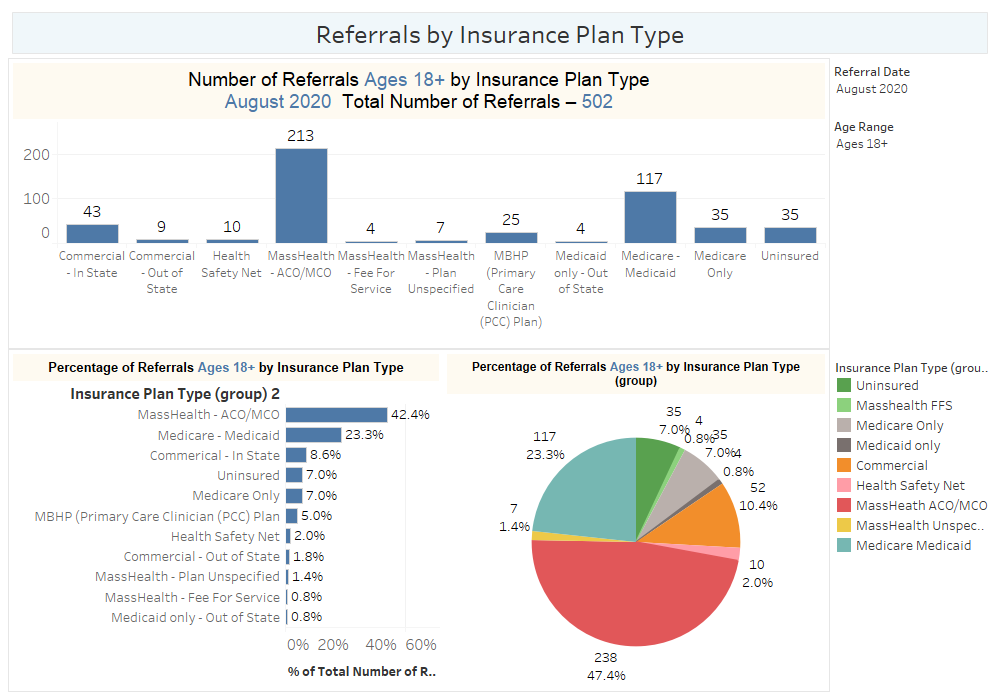 Referrals by Insurance Plan Type
Number of Referrals Ages 18+ by Insurance Plan Type
August 2020 Total Number of Referrals – 502
Referral Date
August 2020
Age Range
Ages 18+
200
100
0
43
9
10
213
4
7
25
4
117
35
35
Commercial
- In State
Commercial
- Out of
State
Health
Safety Net
MassHealth
- ACO/MCO
MassHealth
- Fee For
Service
MassHealth
- Plan
Unspecified
MBHP
(Primary
Care
Clinician
(PCC) Plan)
Medicaid
only - Out
of State
Medicare -
Medicaid
Medicare
Only
Uninsured
Percentage of Referrals Ages 18+ by Insurance Plan Type
Insurance Plan Type (group) 2
MassHealth - ACO/MCO 42.4%
Medicare - Medicaid 23.3%
Commerical - In State 8.6%
Uninsured 7.0%
Medicare Only 7.0%
MBHP (Primary Care Clinician (PCC) Plan 5.0%
Health Safety Net 2.0%
Commercial - Out of State 1.8%
MassHealth - Plan Unspecified 1.4%
MassHealth - Fee For Service 0.8%
Medicaid only - Out of State 0.8%
0% 20% 40% 60%
% of Total Number of R..
Percentage of Referrals Ages 18+ by Insurance Plan Type
(group)
35
7.0%
4
0.8%
35
7.0%
4
0.8%
52
10.4%
10
2.0%
238
47.4%
7
1.4%
117
23.3%
Insurance Plan Type (grou..
Uninsured
Masshealth FFS
Medicare Only
Medicaid only
Commercial
Health Safety Net
MassHeath ACO/MCO
MassHealth Unspec..
Medicare Medicaid